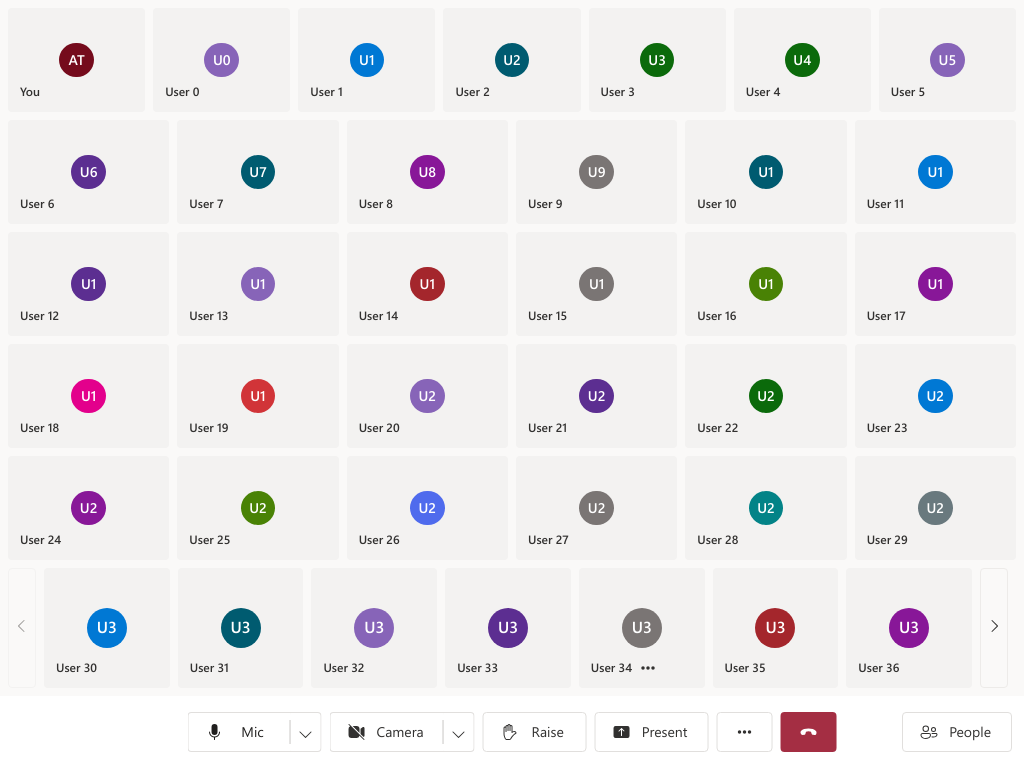 AT U0 U1 U2 U3 U4 U5
You User 0 User 1 User 2 User 3 User 4 User 5
U6 U7 U8 U9 U1 U1
User 6 User 7 User 8 User 9 User 10 User 11
U1 U1 U1 U1 U1 U1
User 12 User 13 User 14 User 15 User 16 User 17
U1 U1 U2 U2 U2 U2
User 18 User 19 User 20 User 21 User 22 User 23
U2 U2 U2 U2 U2 U2
User 24 User 25 User 26 User 27 User 28 User 29
U3 U3 U3 U3 U3 U3 U3
User 30 User 31 User 32 User 33 User 34 User 35 User 36
Mic Camera Raise Present People